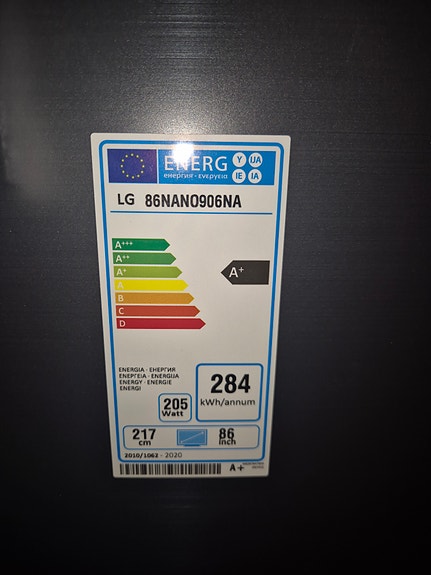 ENERG
Y UA
енергия · ενεργεια
IE IA
LG 86NANO906NA
A+++
A++
A+
A+
A
B
C
D
ENERGIA · ЕНЕРГИЯ
ΕΝΕΡΓΕΙΑ · ENERGIJA
ENERGY · ENERGIE
ENERGI
284
kWh/annum
205
Watt
217
cm
86
inch
2010/1062 - 2020
A+